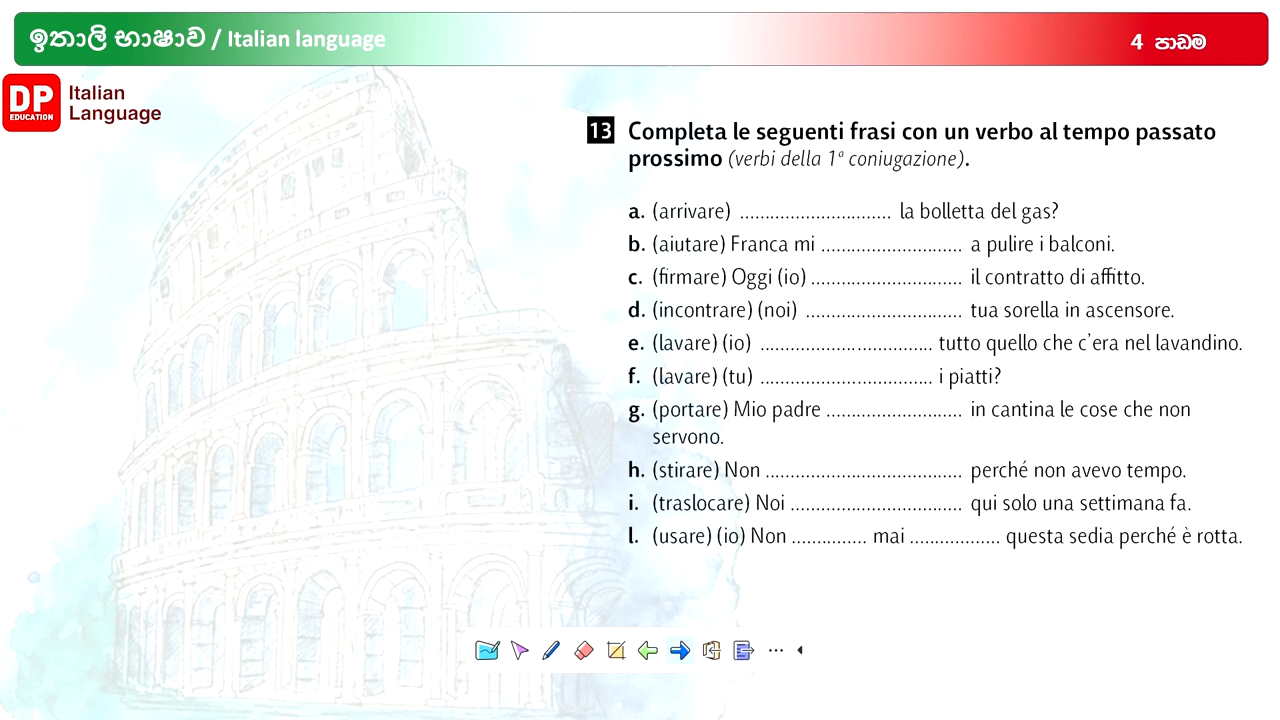 ඉතාලි භාෂාව / Italian language
4 පාඩම
DP
EDUCATION
Italian
Language
13 Completa le seguenti frasi con un verbo al tempo passato
prossimo (verbi della 1ª coniugazione).
a. (arrivare) .............................. la bolletta del gas?
b. (aiutare) Franca mi ............................ a pulire i balconi.
c. (firmare) Oggi (io) .............................. il contratto di affitto.
d. (incontrare) (noi) ............................... tua sorella in ascensore.
e. (lavare) (io) .................................. tutto quello che c'era nel lavandino.
f. (lavare) (tu) .................................. i piatti?
g. (portare) Mio padre ........................... in cantina le cose che non
servono.
h. (stirare) Non ....................................... perché non avevo tempo.
i. (traslocare) Noi .................................. qui solo una settimana fa.
l. (usare) (io) Non ............... mai .................. questa sedia perché è rotta.